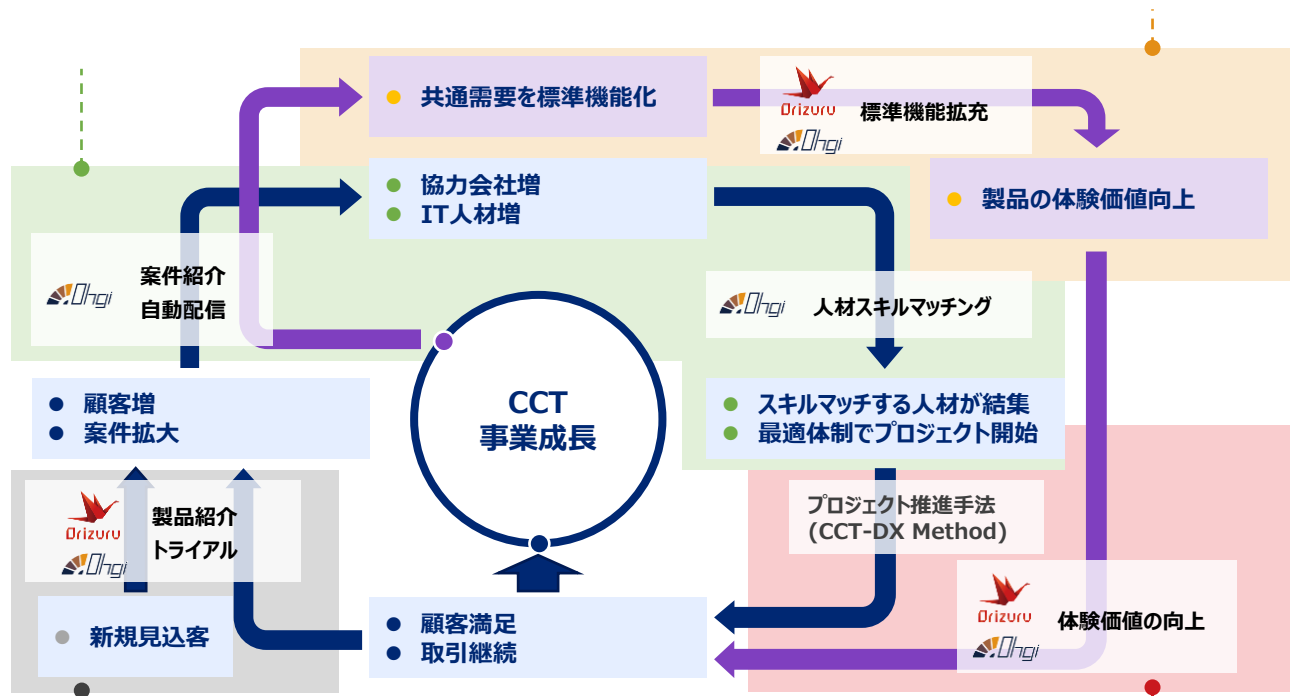 共通需要を標準機能化
Orizuru
Ohgi
標準機能拡充
協力会社増
IT人材増
製品の体験価値向上
Ohgi
案件紹介
自動配信
Ohgi
人材スキルマッチング
顧客増
案件拡大
CCT
事業成長
スキルマッチする人材が結集
最適体制でプロジェクト開始
Orizuru
Ohgi
製品紹介
トライアル
プロジェクト推進手法
(CCT-DX Method)
新規見込客
顧客満足
取引継続
Orizuru
Ohgi
体験価値の向上